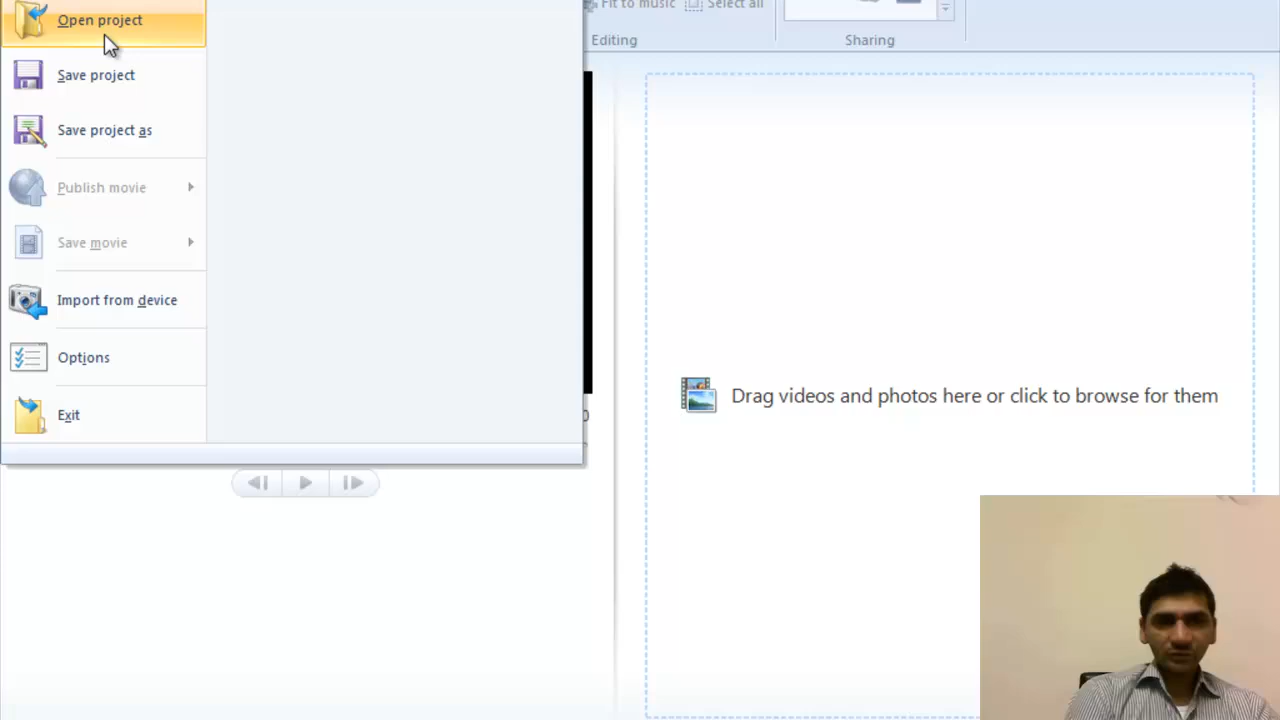 Fit to music
Select all
Open project
Editing
Sharing
Save project
Save project as
Publish movie
Save movie
Import from device
Options
Drag videos and photos here or click to browse for them
Exit
0